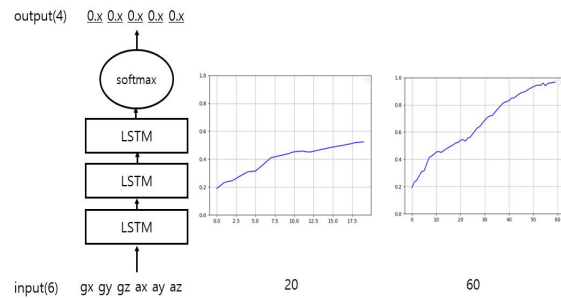 output(4) 0.x 0.x 0.x 0.x 0.x
softmax
LSTM
LSTM
LSTM
input(6) gx gy gz ax ay az
1.0
0.8
0.6
0.4
0.2
0.0
0.0 2.5 5.0 7.5 10.0 12.5 15.0 17.5
20
1.0
0.8
0.6
0.4
0.2
0.0
0 10 20 30 40 50 60
60